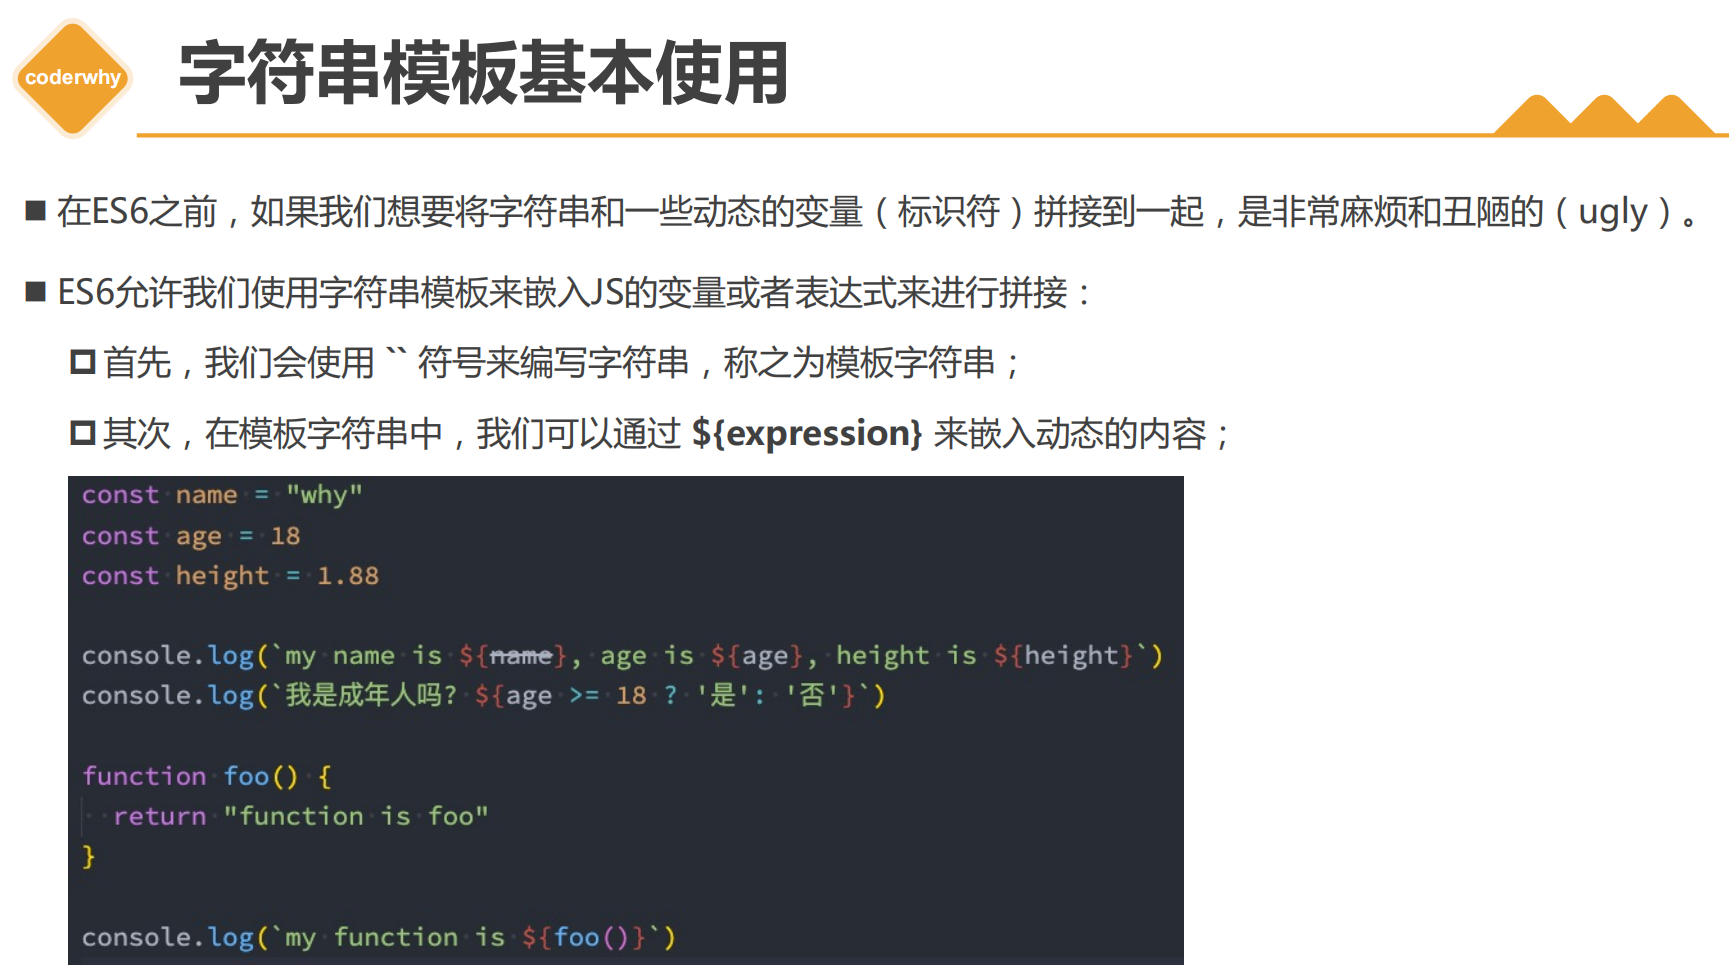 coderwhy
字符串模板基本使用
在ES6之前，如果我们想要将字符串和一些动态的变量（标识符）拼接到一起，是非常麻烦和丑陋的（ugly）。
ES6允许我们使用字符串模板来嵌入JS的变量或者表达式来进行拼接：
首先，我们会使用 `` 符号来编写字符串，称之为模板字符串；
其次，在模板字符串中，我们可以通过 ${expression} 来嵌入动态的内容；
const name = "why"
const age = 18
const height = 1.88
console.log(`my name is ${name}, age is ${age}, height is ${height}`)
console.log(`我是成年人吗? ${age >= 18 ? '是': '否'}`)
function foo() {
  return "function is foo"
}
console.log(`my function is ${foo()}`)